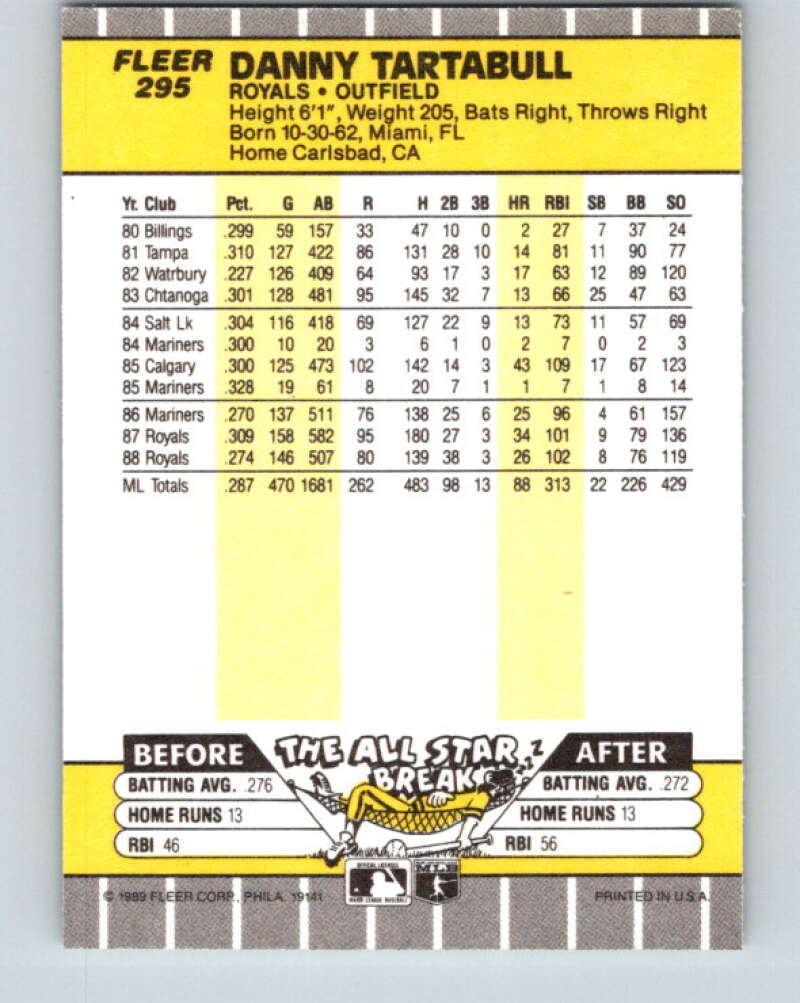 FLEER
295
DANNY TARTABULL
ROYALS • OUTFIELD
Height 6'1", Weight 205, Bats Right, Throws Right
Born 10-30-62, Miami, FL
Home Carlsbad, CA
Yr. Club Pct. G AB R H 2B 3B HR RBI SB BB SO
80 Billings .299 59 157 33 47 10 0 2 27 7 37 24
81 Tampa .310 127 422 86 131 28 10 14 81 11 90 77
82 Watrbury .227 126 409 64 93 17 3 17 63 12 89 120
83 Chtanoga .301 128 481 95 145 32 7 13 66 25 47 63
84 Salt Lk .304 116 418 69 127 22 9 13 73 11 57 69
84 Mariners .300 10 20 3 6 1 0 2 7 0 2 3
85 Calgary .300 125 473 102 142 14 3 43 109 17 67 123
85 Mariners .328 19 61 8 20 7 1 1 7 1 8 14
86 Mariners .270 137 511 76 138 25 6 25 96 4 61 157
87 Royals .309 158 582 95 180 27 3 34 101 9 79 136
88 Royals .274 146 507 80 139 38 3 26 102 8 76 119
ML Totals .287 470 1681 262 483 98 13 88 313 22 226 429
BEFORE THE ALL STAR BREAK zzzz AFTER
BATTING AVG. .276
HOME RUNS 13
RBI 46
BATTING AVG. .272
HOME RUNS 13
RBI 56
OFFICIAL LICENSEE
MAJOR LEAGUE BASEBALL
MLB
© 1989 FLEER CORP., PHILA. 19141
PRINTED IN U.S.A.